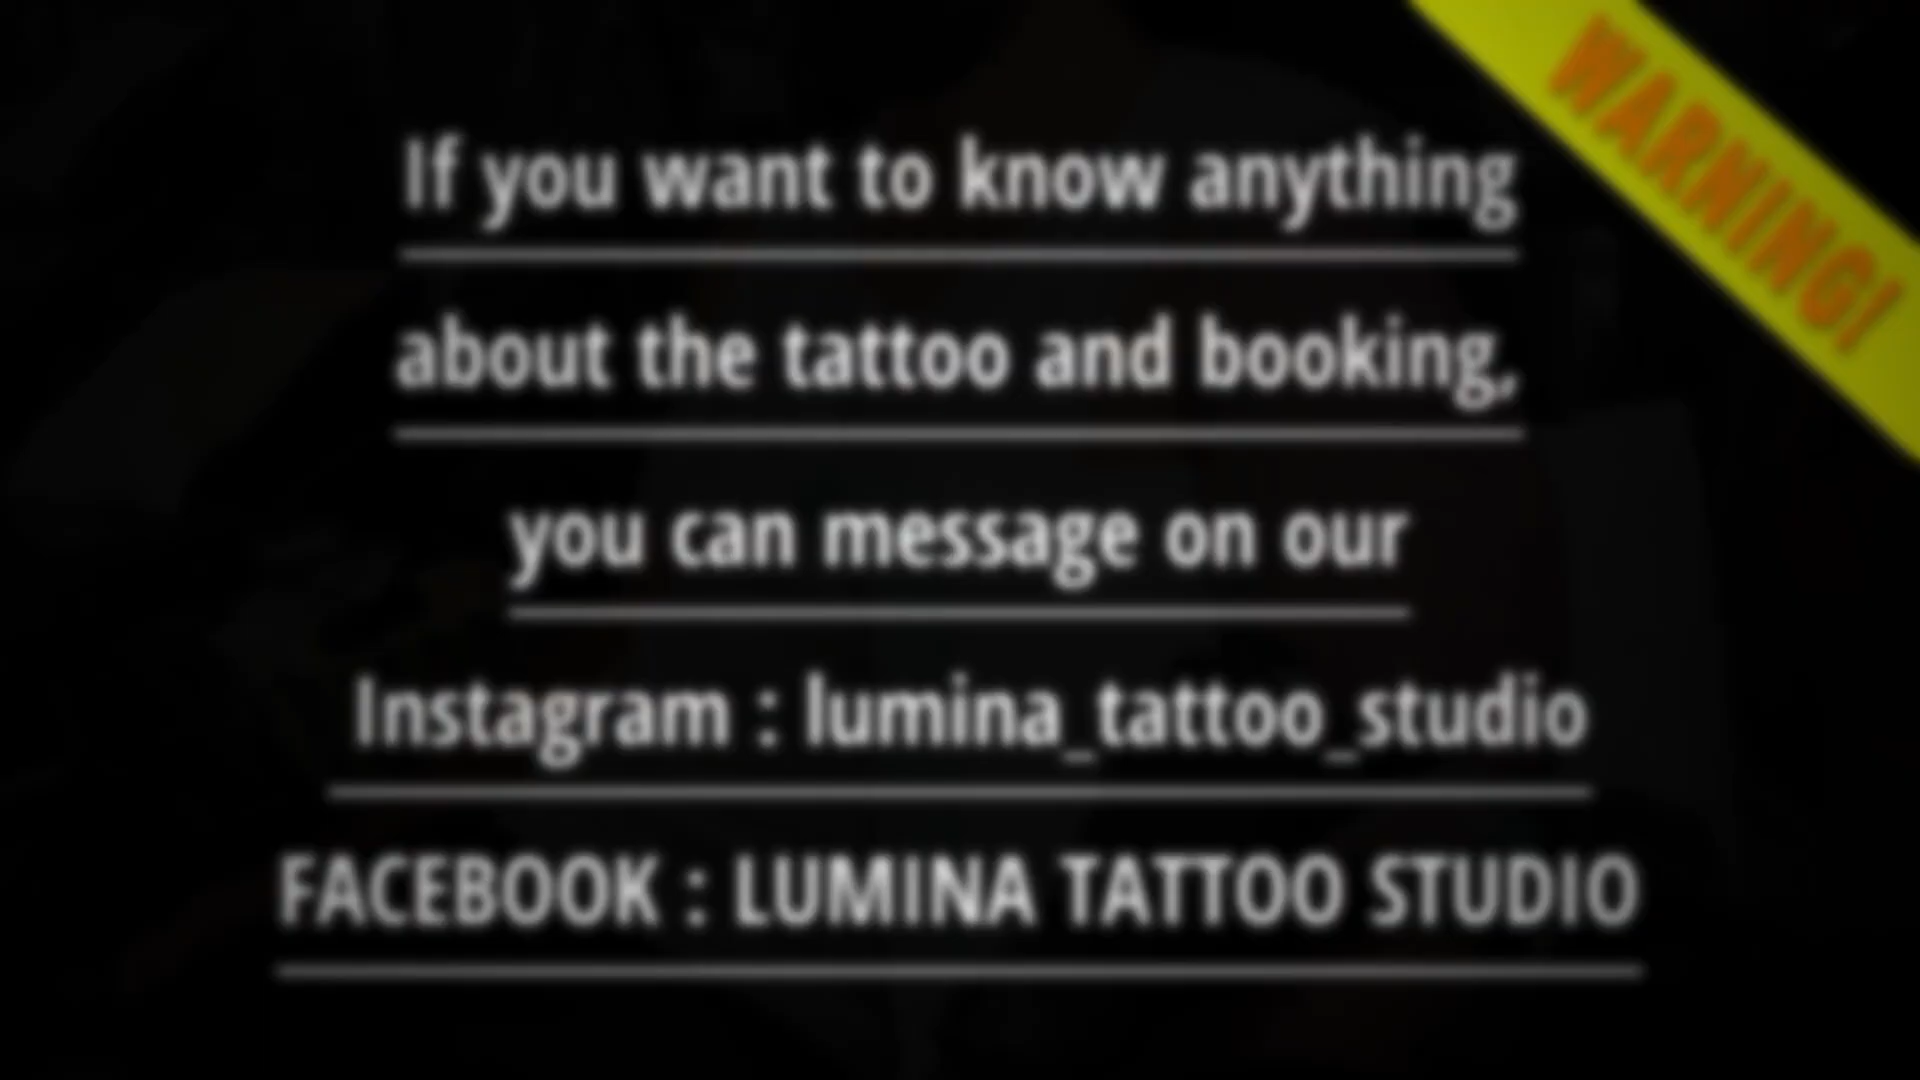 WARNING!
If you want to know anything
about the tattoo and booking,
you can message on our
Instagram : lumina_tattoo_studio
FACEBOOK : LUMINA TATTOO STUDIO